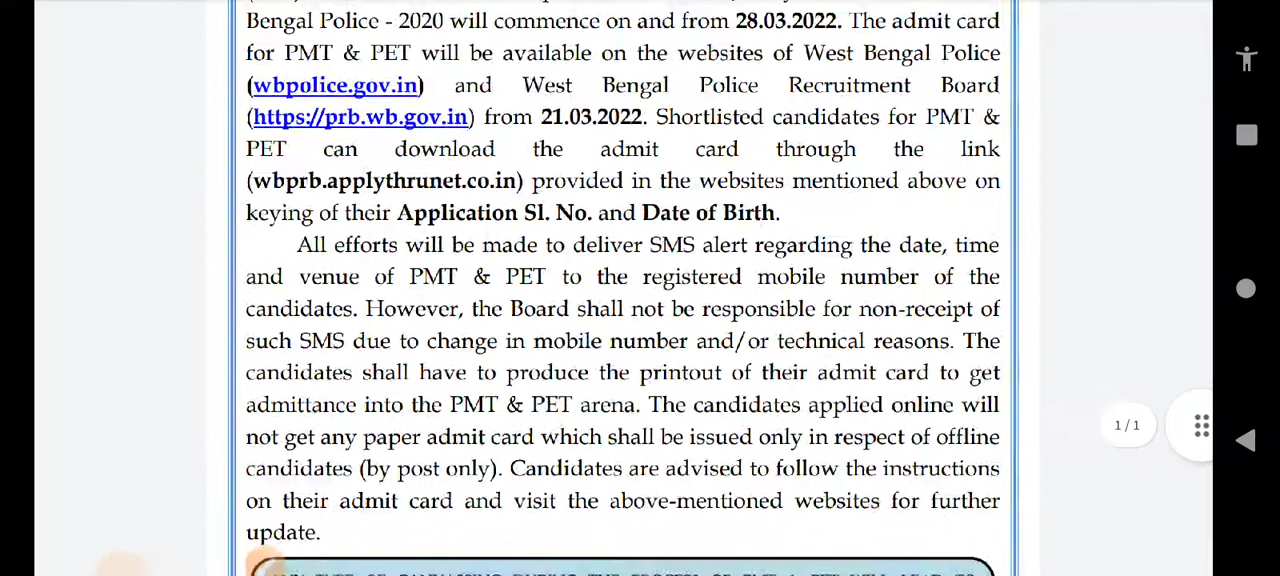 Bengal Police - 2020 will commence on and from 28.03.2022. The admit card
for PMT & PET will be available on the websites of West Bengal Police
(wbpolice.gov.in) and West Bengal Police Recruitment Board
(https://prb.wb.gov.in) from 21.03.2022. Shortlisted candidates for PMT &
PET can download the admit card through the link
(wbprb.applythrunet.co.in) provided in the websites mentioned above on
keying of their Application Sl. No. and Date of Birth.
All efforts will be made to deliver SMS alert regarding the date, time
and venue of PMT & PET to the registered mobile number of the
candidates. However, the Board shall not be responsible for non-receipt of
such SMS due to change in mobile number and/or technical reasons. The
candidates shall have to produce the printout of their admit card to get
admittance into the PMT & PET arena. The candidates applied online will
not get any paper admit card which shall be issued only in respect of offline
candidates (by post only). Candidates are advised to follow the instructions
on their admit card and visit the above-mentioned websites for further
update.
1/1